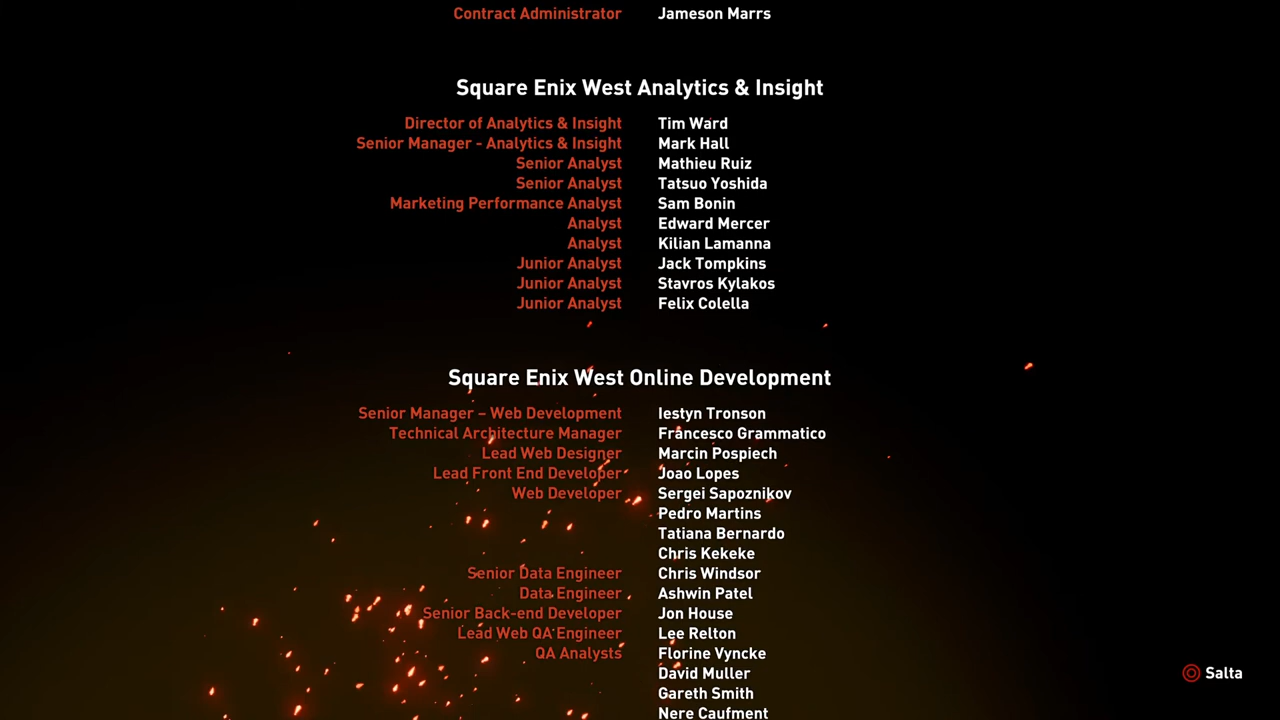 Contract Administrator Jameson Marrs
Square Enix West Analytics & Insight
Director of Analytics & Insight Tim Ward
Senior Manager - Analytics & Insight Mark Hall
Senior Analyst Mathieu Ruiz
Senior Analyst Tatsuo Yoshida
Marketing Performance Analyst Sam Bonin
Analyst Edward Mercer
Analyst Kilian Lamanna
Junior Analyst Jack Tompkins
Junior Analyst Stavros Kylakos
Junior Analyst Felix Colella
Square Enix West Online Development
Senior Manager – Web Development Iestyn Tronson
Technical Architecture Manager Francesco Grammatico
Lead Web Designer Marcin Pospiech
Lead Front End Developer Joao Lopes
Web Developer Sergei Sapoznikov
Pedro Martins
Tatiana Bernardo
Chris Kekeke
Senior Data Engineer Chris Windsor
Data Engineer Ashwin Patel
Senior Back-end Developer Jon House
Lead Web QA Engineer Lee Relton
QA Analysts Florine Vyncke
David Muller
Salta
Gareth Smith
Nere Caufment